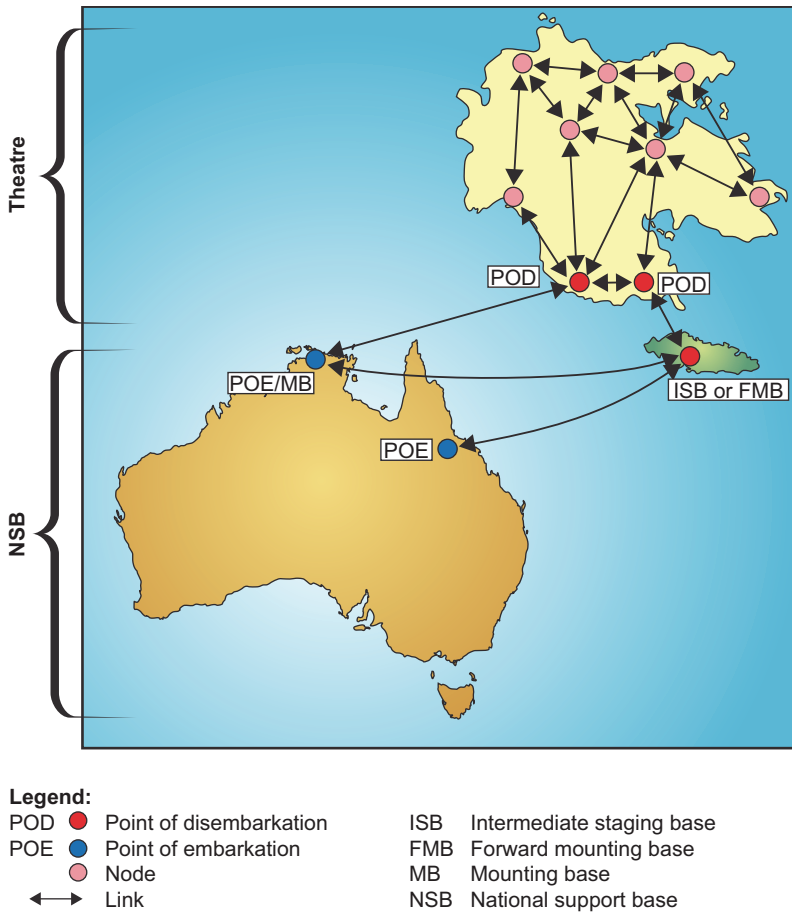 Theatre
POD
POD
POE/MB
ISB or FMB
POE
NSB
Legend:
POD Point of disembarkation
POE Point of embarkation
Node
Link
ISB Intermediate staging base
FMB Forward mounting base
MB Mounting base
NSB National support base